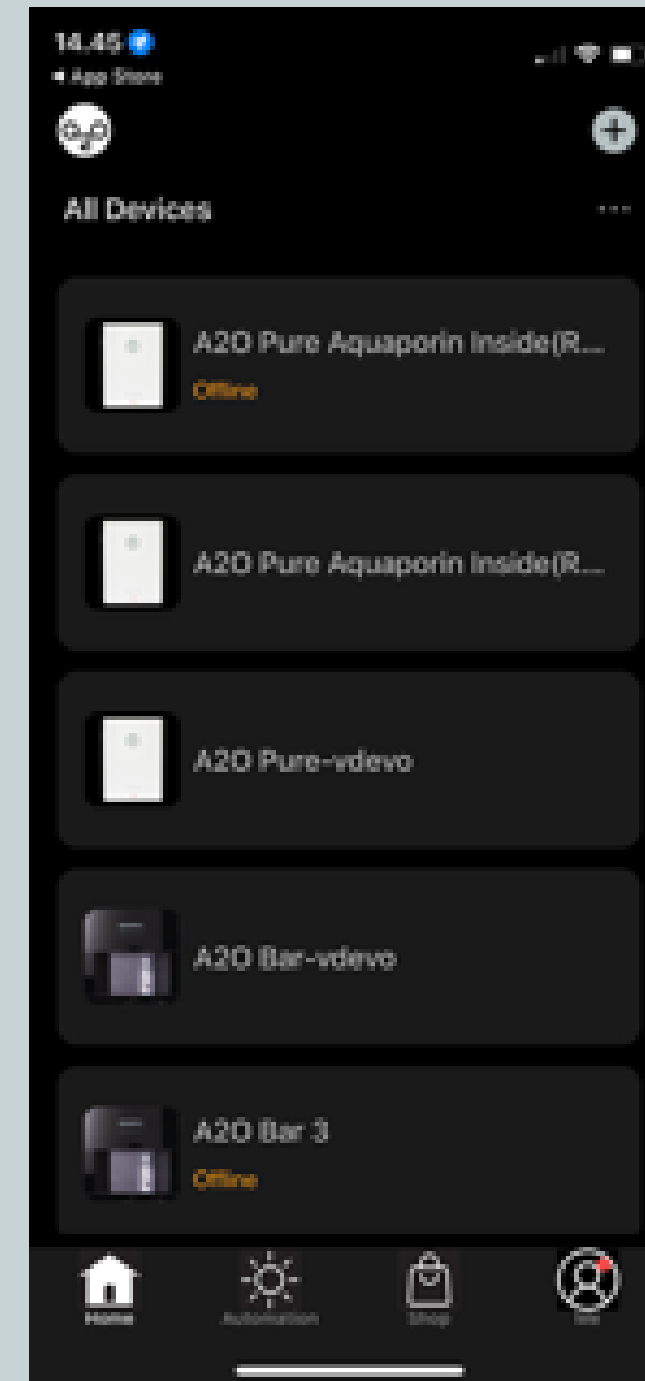 14.45
App Store
All Devices
A2O Pure Aquaporin Inside(R...
Offline
A2O Pure Aquaporin Inside(R...
A2O Pure-vdevo
A2O Bar-vdevo
A2O Bar 3
Offline
Home
Automation
Shop
Me